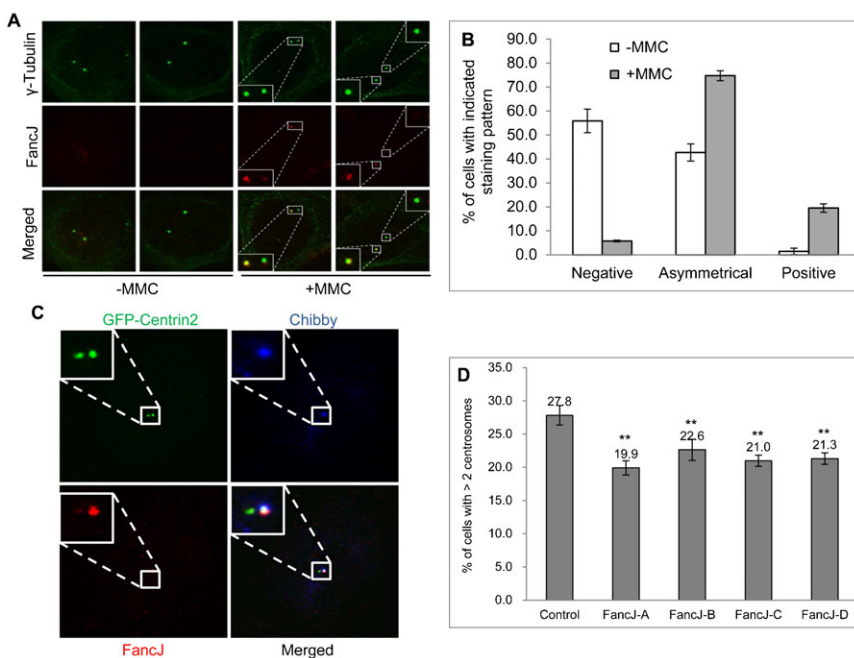 A
γ-Tubulin
FancJ
Merged
-MMC
+MMC
B
% of cells with indicated
staining pattern
90.0
80.0
70.0
60.0
50.0
40.0
30.0
20.0
10.0
0.0
-MMC
+MMC
Negative Asymmetrical Positive
C
GFP-Centrin2 Chibby
FancJ Merged
D
% of cells with > 2 centrosomes
35.0
30.0
25.0
20.0
15.0
10.0
5.0
0.0
27.8
**
19.9
**
22.6
**
21.0
**
21.3
Control FancJ-A FancJ-B FancJ-C FancJ-D